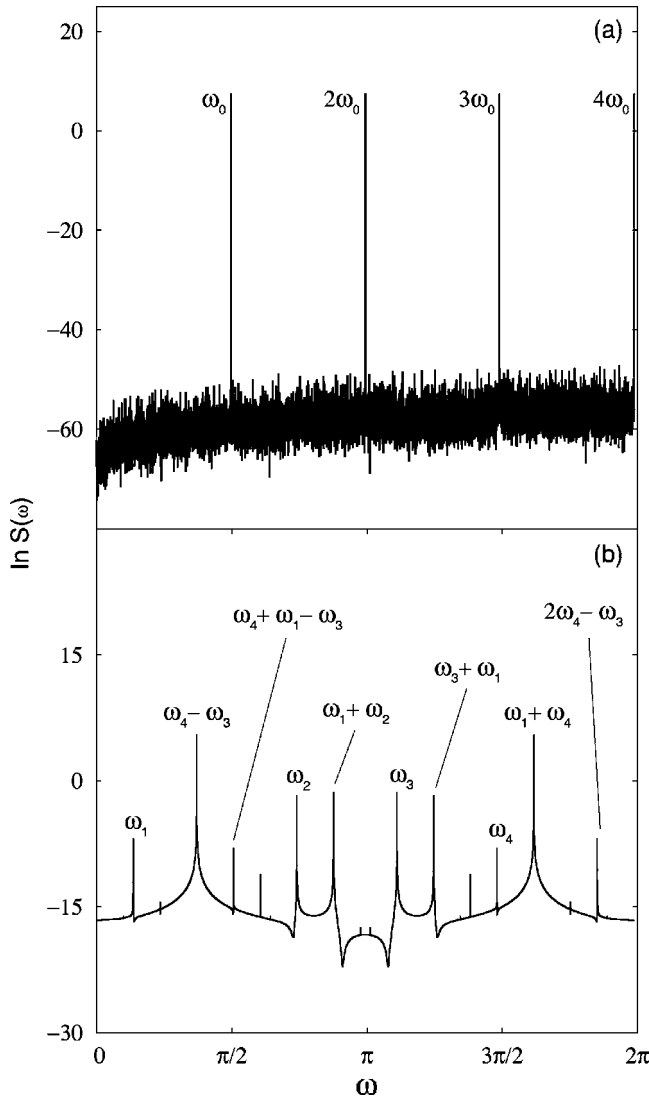 (a)
20
ω₀
2ω₀
3ω₀
4ω₀
0
−20
−40
−60
ln S(ω)
(b)
ω₄+ ω₁− ω₃
2ω₄− ω₃
15
ω₃+ ω₁
ω₄− ω₃
ω₁+ ω₂
ω₁+ ω₄
0
ω₂
ω₃
ω₁
ω₄
−15
−30
0
π/2
π
3π/2
2π
ω